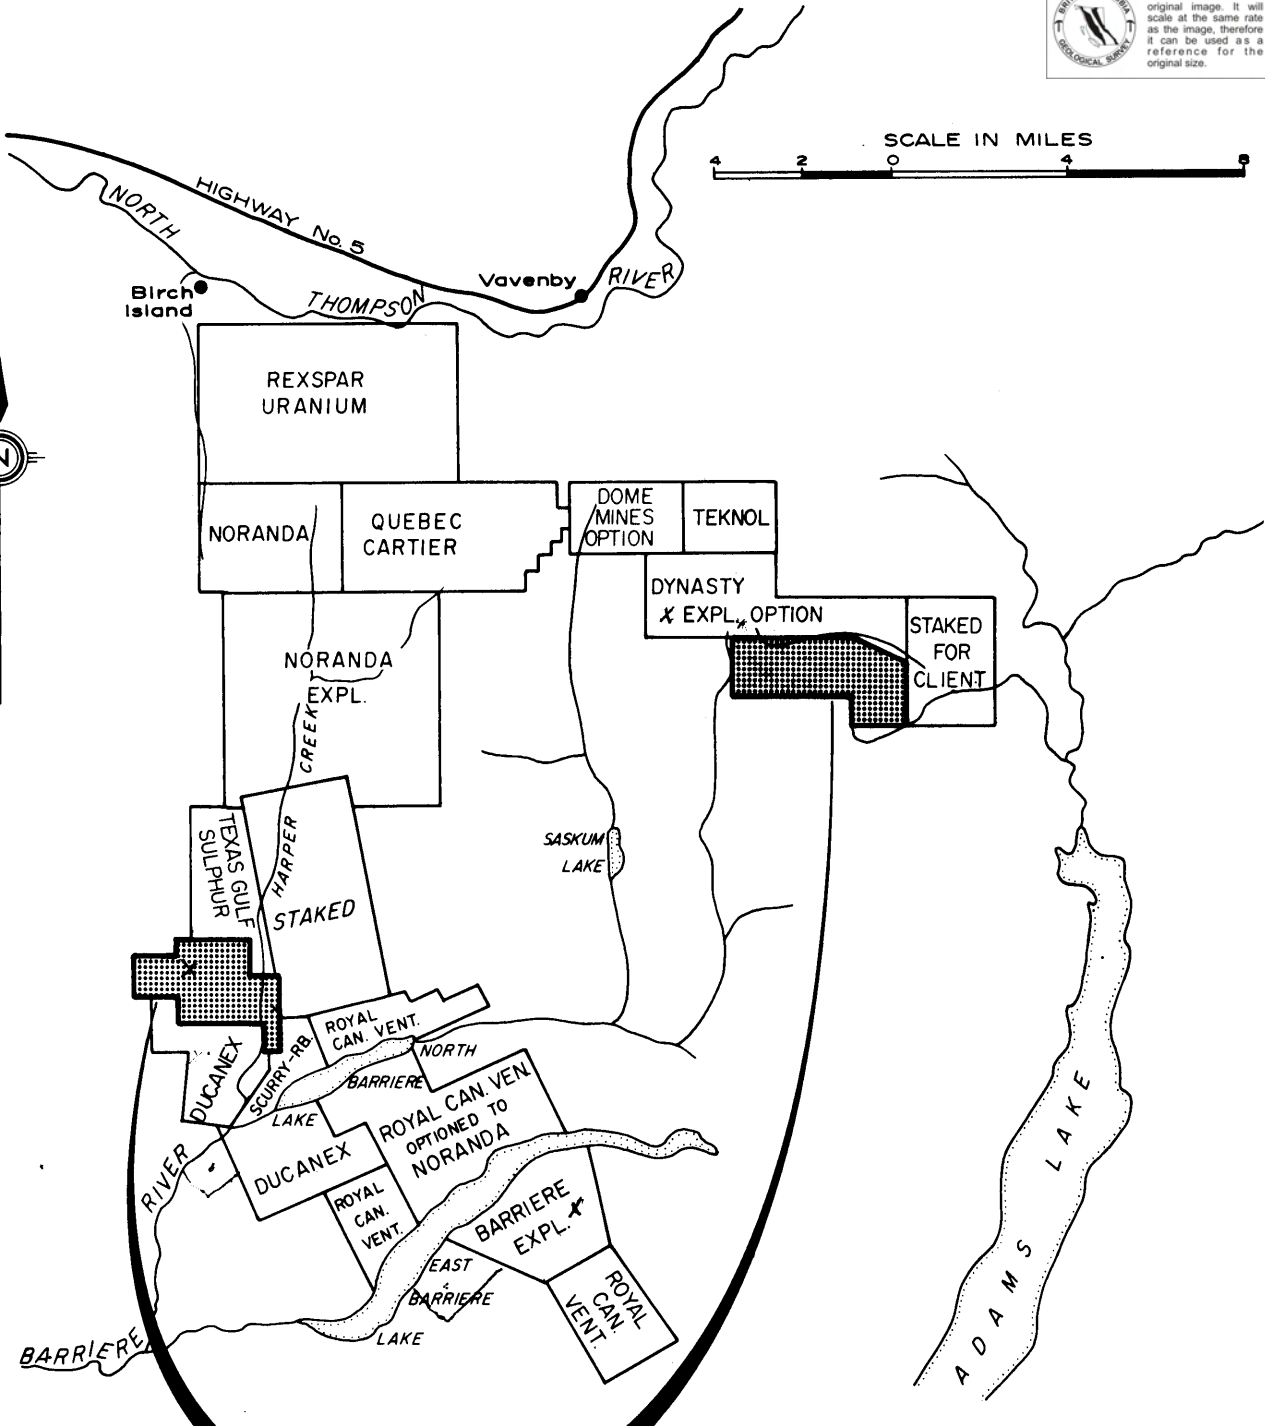 original image. It will
scale at the same rate
as the image, therefore
it can be used as a
reference for the
original size.
GEOLOGICAL SURVEY
SCALE IN MILES
4 2 0 4 8
HIGHWAY No. 5
NORTH
THOMPSON
RIVER
Vavenby
Birch
Island
N
REXSPAR
URANIUM
NORANDA
QUEBEC
CARTIER
DOME
MINES
OPTION
TEKNOL
DYNASTY
X EXPL. OPTION
STAKED
FOR
CLIENT
NORANDA
EXPL.
HARPER CREEK
TEXAS GULF
SULPHUR
STAKED
SASKUM
LAKE
X
ROYAL
CAN. VENT.
DUCANEX
SCURRY-RB.
NORTH
BARRIERE
LAKE
ROYAL CAN. VEN.
OPTIONED TO
NORANDA
DUCANEX
RIVER
ROYAL
CAN.
VENT.
BARRIERE
EXPL. X
EAST
BARRIERE
LAKE
ROYAL
CAN.
VENT.
BARRIERE
ADAMS LAKE